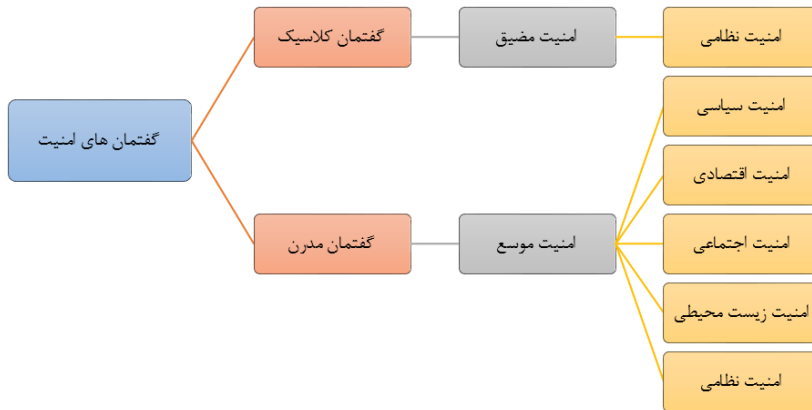 گفتمان های امنیت
گفتمان کلاسیک
امنیت مضیق
امنیت نظامی
گفتمان مدرن
امنیت موسع
امنیت سیاسی
امنیت اقتصادی
امنیت اجتماعی
امنیت زیست محیطی
امنیت نظامی